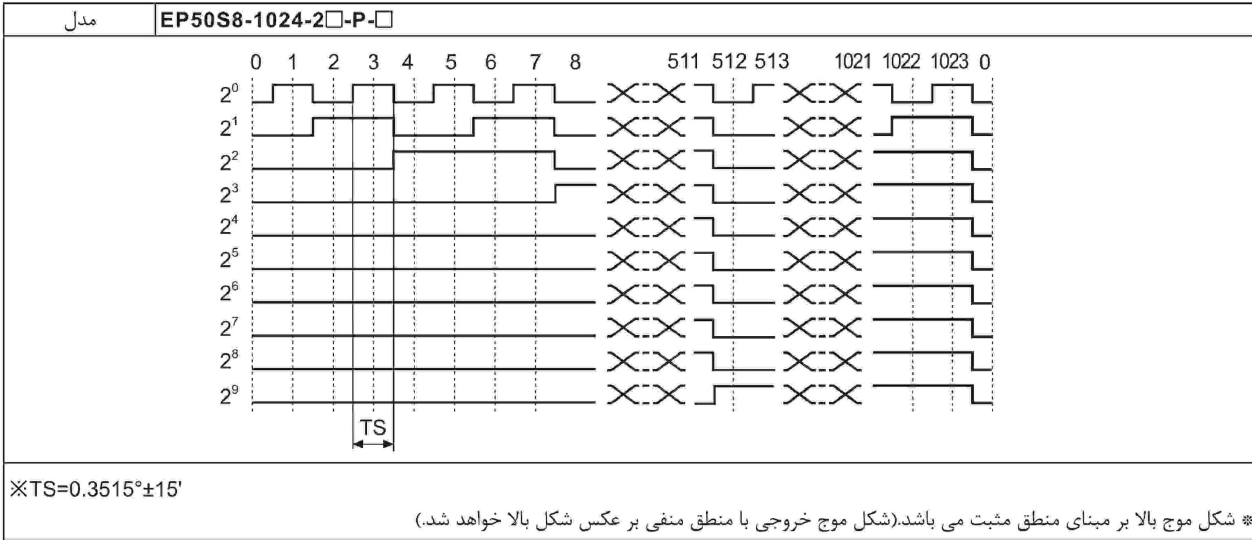 مدل
EP50S8-1024-2□-P-□
0 1 2 3 4 5 6 7 8 511 512 513 1021 1022 1023 0
2⁰
2¹
2²
2³
2⁴
2⁵
2⁶
2⁷
2⁸
2⁹
TS
※TS=0.3515°±15'
* شکل موج بالا بر مبنای منطق مثبت می باشد.(شکل موج خروجی با منطق منفی بر عکس شکل بالا خواهد شد.)